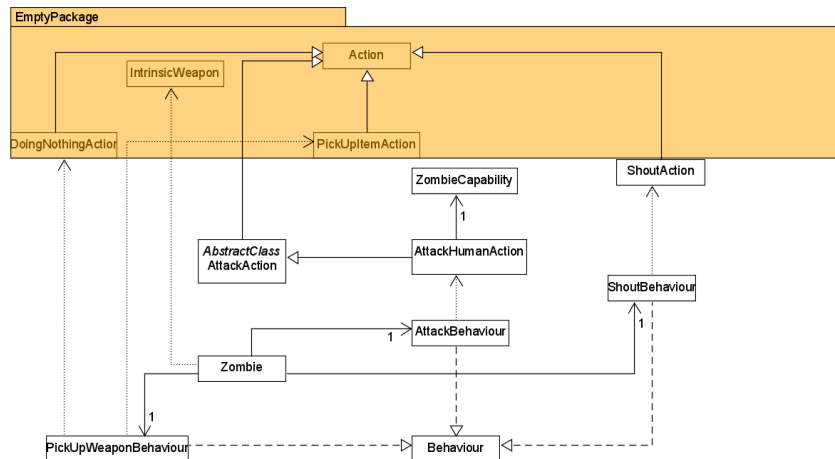 EmptyPackage
Action
IntrinsicWeapon
DoingNothingAction
PickUpItemAction
ShoutAction
ZombieCapability
1
AbstractClass
AttackAction
AttackHumanAction
ShoutBehaviour
1
AttackBehaviour
1
Zombie
1
PickUpWeaponBehaviour
Behaviour